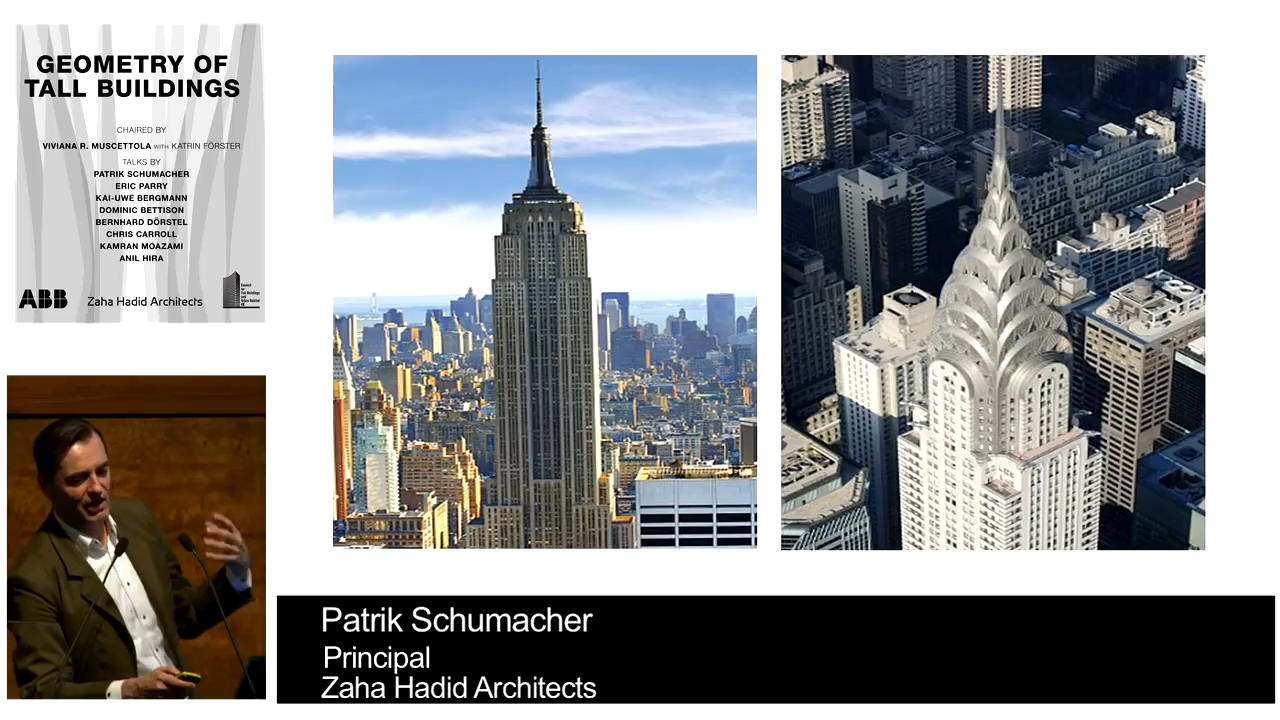 GEOMETRY OF
TALL BUILDINGS
CHAIRED BY
VIVIANA R. MUSCETTOLA WITH KATRIN FÖRSTER
TALKS BY
PATRIK SCHUMACHER
ERIC PARRY
KAI-UWE BERGMANN
DOMINIC BETTISON
BERNHARD DÖRSTEL
CHRIS CARROLL
KAMRAN MOAZAMI
ANIL HIRA
ABB
Zaha Hadid Architects
Patrik Schumacher
Principal
Zaha Hadid Architects